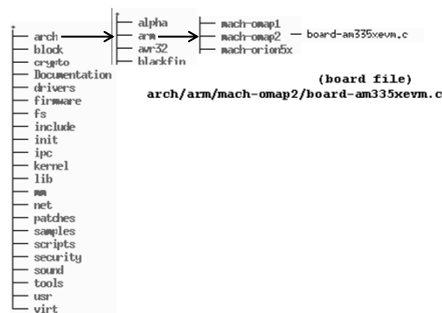 .
arch
block
crypto
Documentation
drivers
firmware
fs
include
init
ipc
kernel
lib
mm
net
patches
samples
scripts
security
sound
tools
usr
virt
.
alpha
arm
avr32
blackfin
mach-omap1
mach-omap2
mach-orion5x
board-am335xevm.c
(board file)
arch/arm/mach-omap2/board-am335xevm.c